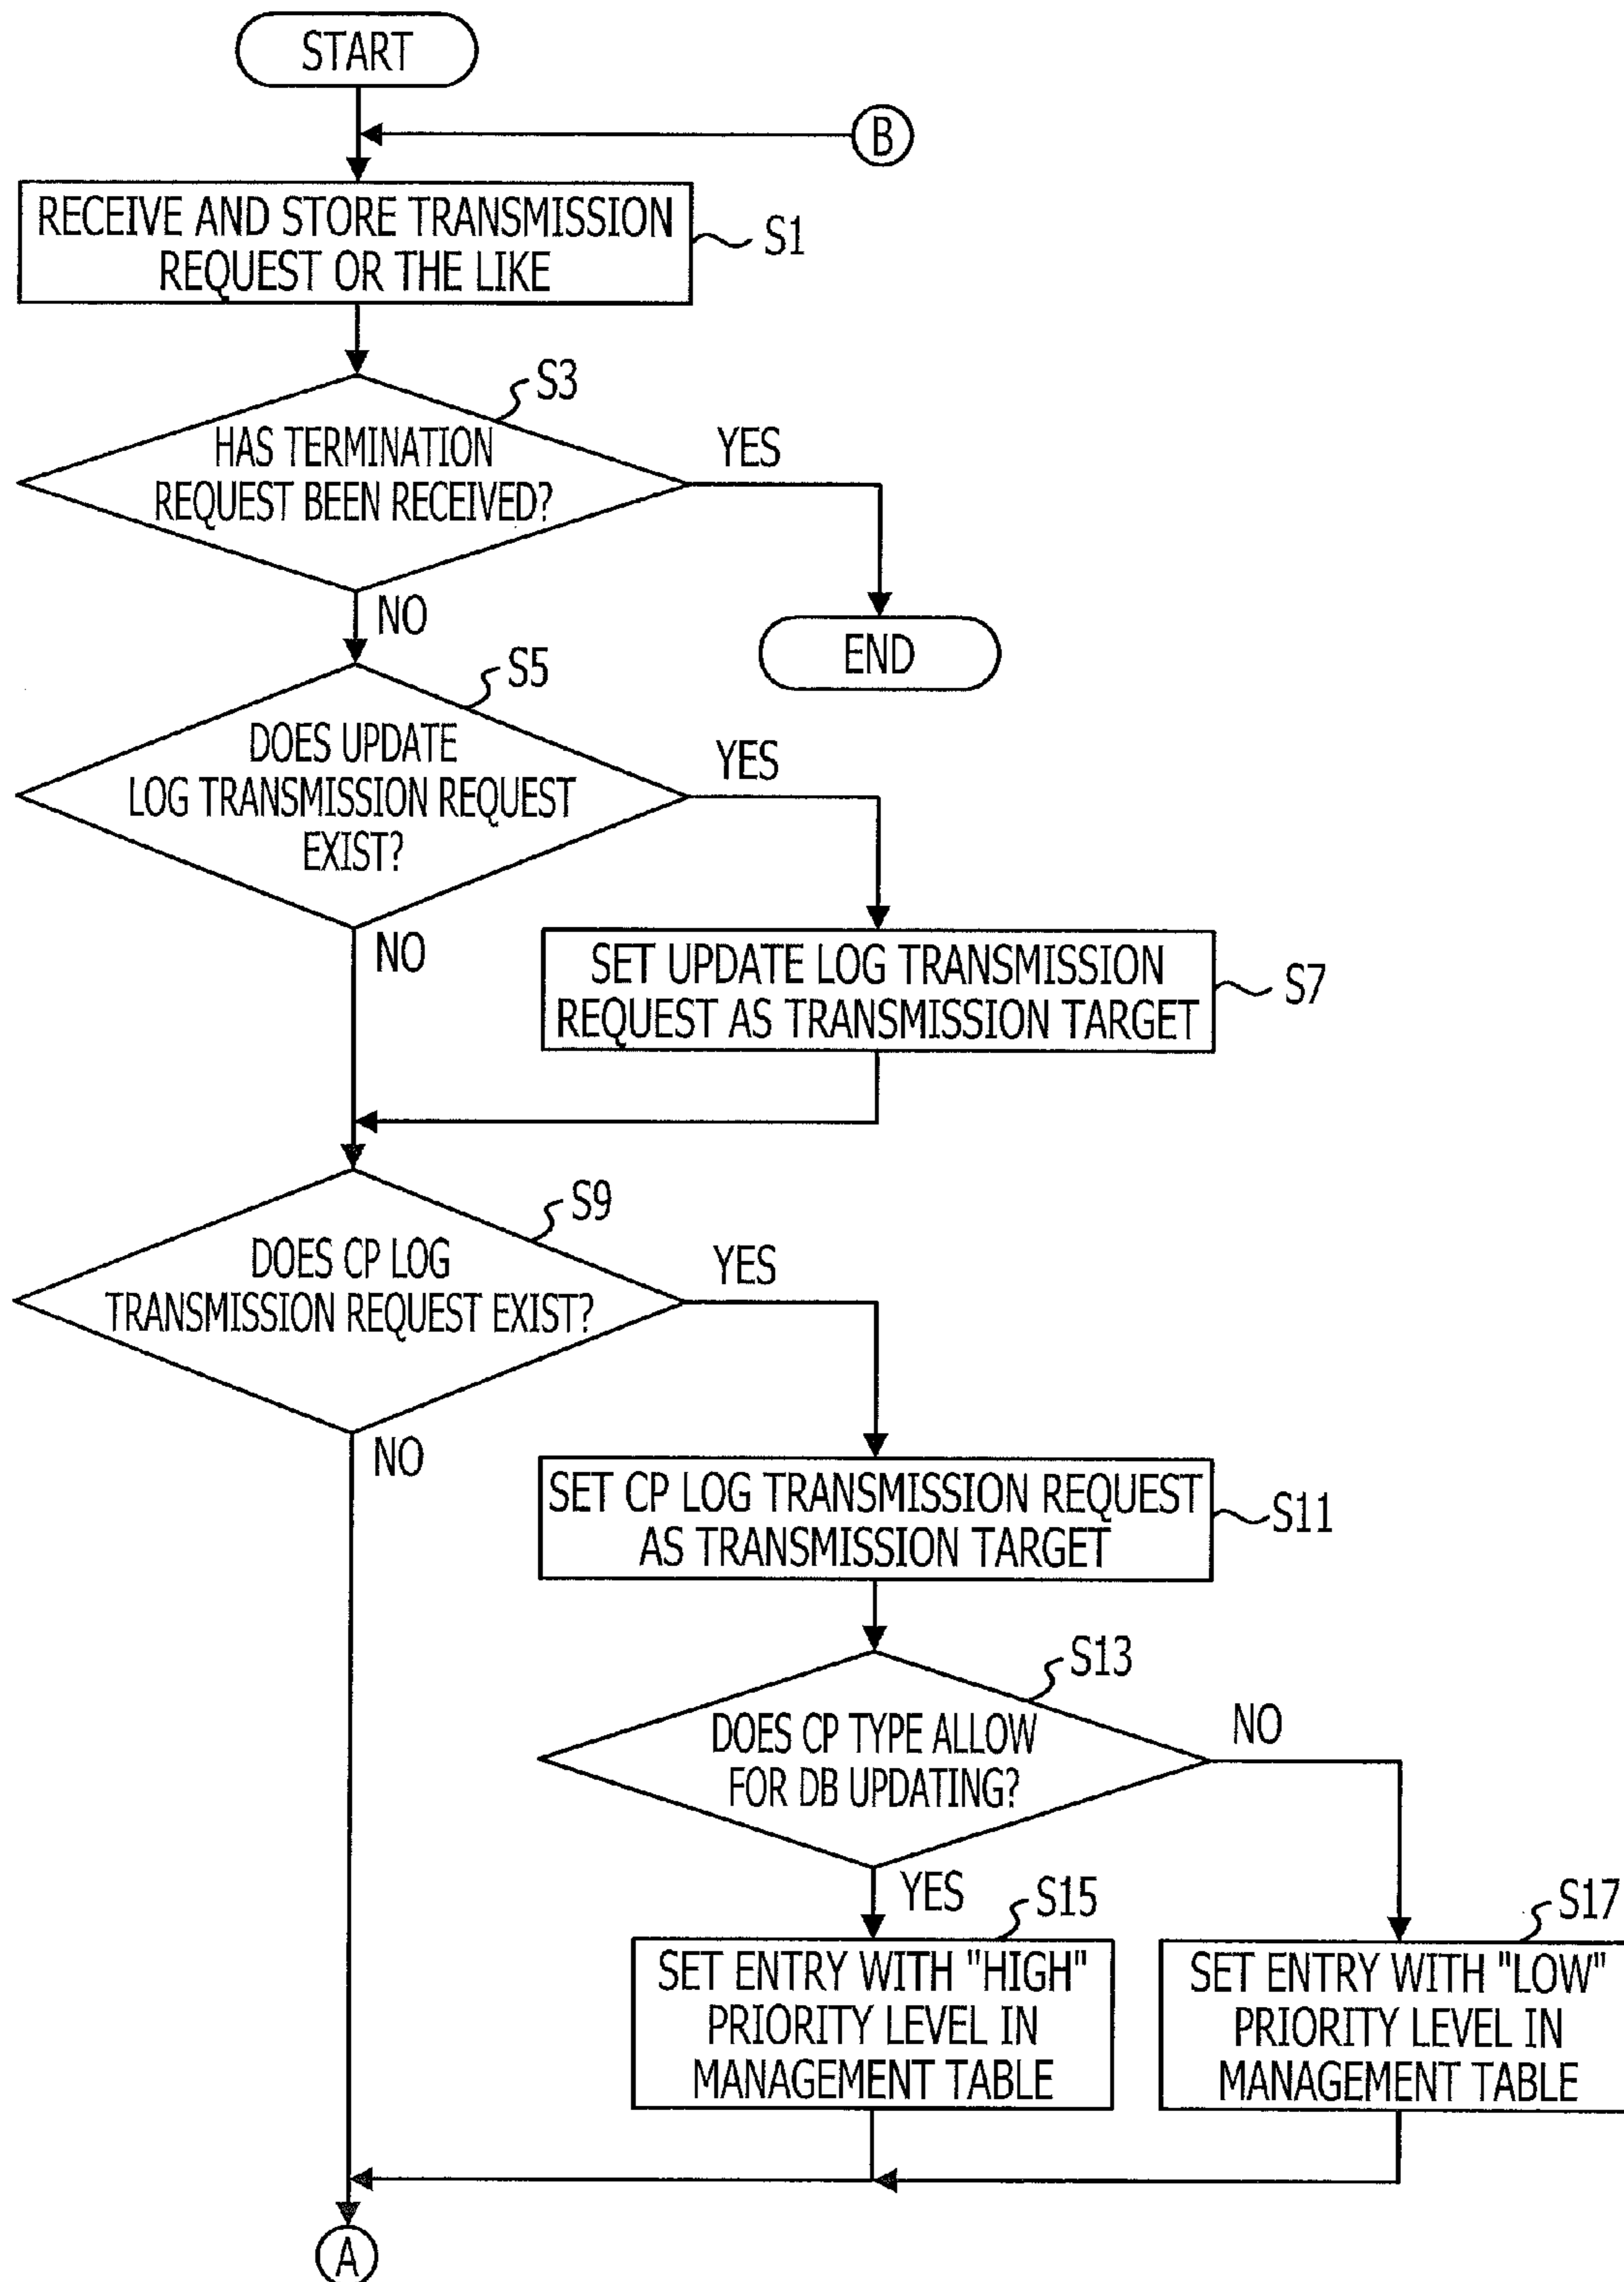 START
B
RECEIVE AND STORE TRANSMISSION
REQUEST OR THE LIKE
S1
S3
HAS TERMINATION
REQUEST BEEN RECEIVED?
YES
NO
END
S5
DOES UPDATE
LOG TRANSMISSION REQUEST
EXIST?
YES
NO
SET UPDATE LOG TRANSMISSION
REQUEST AS TRANSMISSION TARGET
S7
S9
DOES CP LOG
TRANSMISSION REQUEST EXIST?
YES
NO
SET CP LOG TRANSMISSION REQUEST
AS TRANSMISSION TARGET
S11
S13
DOES CP TYPE ALLOW
FOR DB UPDATING?
NO
YES
S15
SET ENTRY WITH "HIGH"
PRIORITY LEVEL IN
MANAGEMENT TABLE
S17
SET ENTRY WITH "LOW"
PRIORITY LEVEL IN
MANAGEMENT TABLE
A